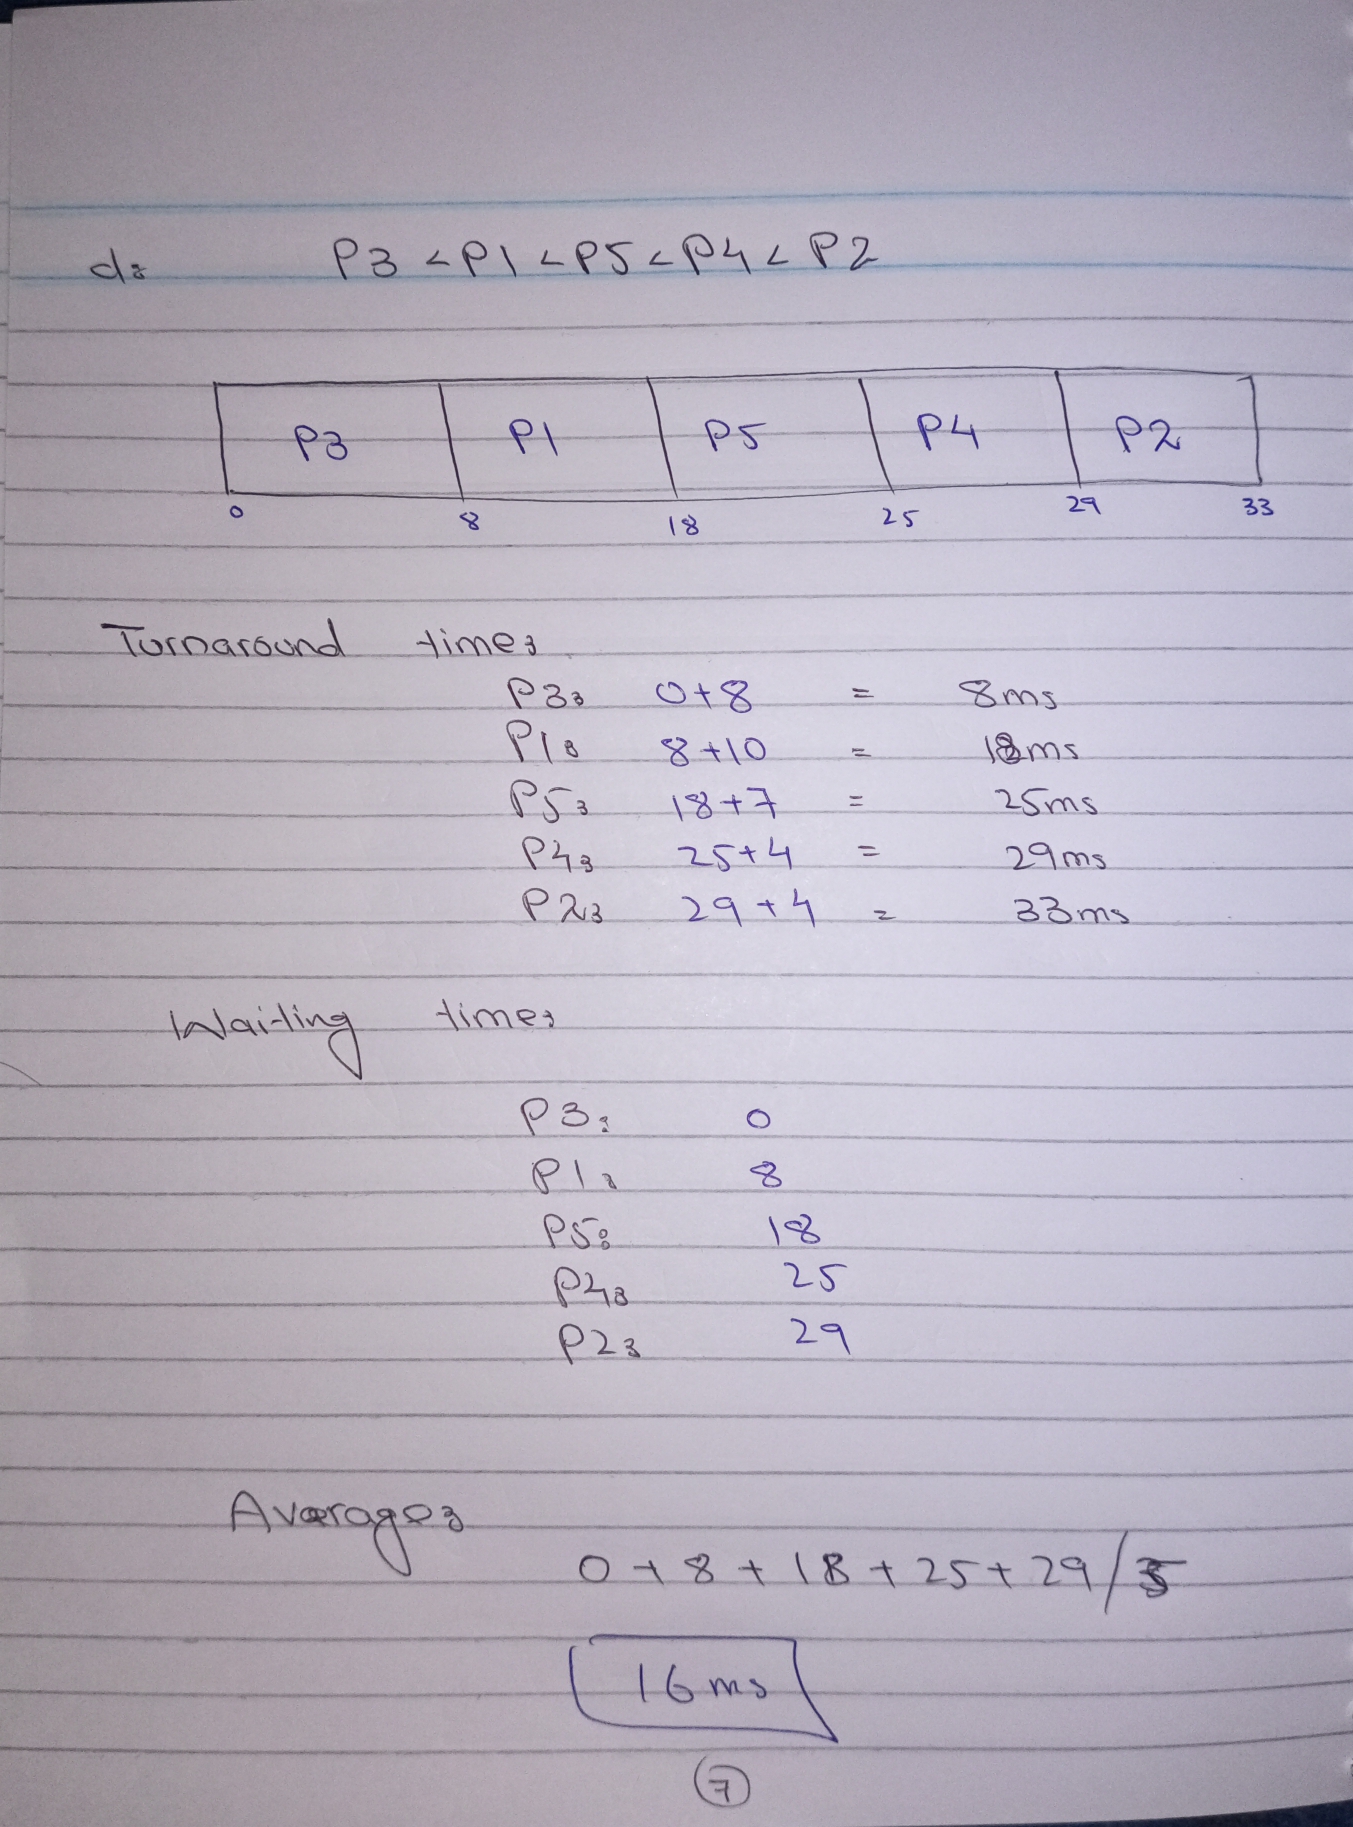 d: P3 < P1 < P5 < P4 < P2
P3 P1 P5 P4 P2
0 8 18 25 29 33
Turnaround time:
P3: 0+8 = 8ms
P1: 8+10 = 18ms
P5: 18+7 = 25ms
P4: 25+4 = 29ms
P2: 29+4 = 33ms
Waiting time:
P3: 0
P1: 8
P5: 18
P4: 25
P2: 29
Average:
0+8+18+25+29/5
16ms
7